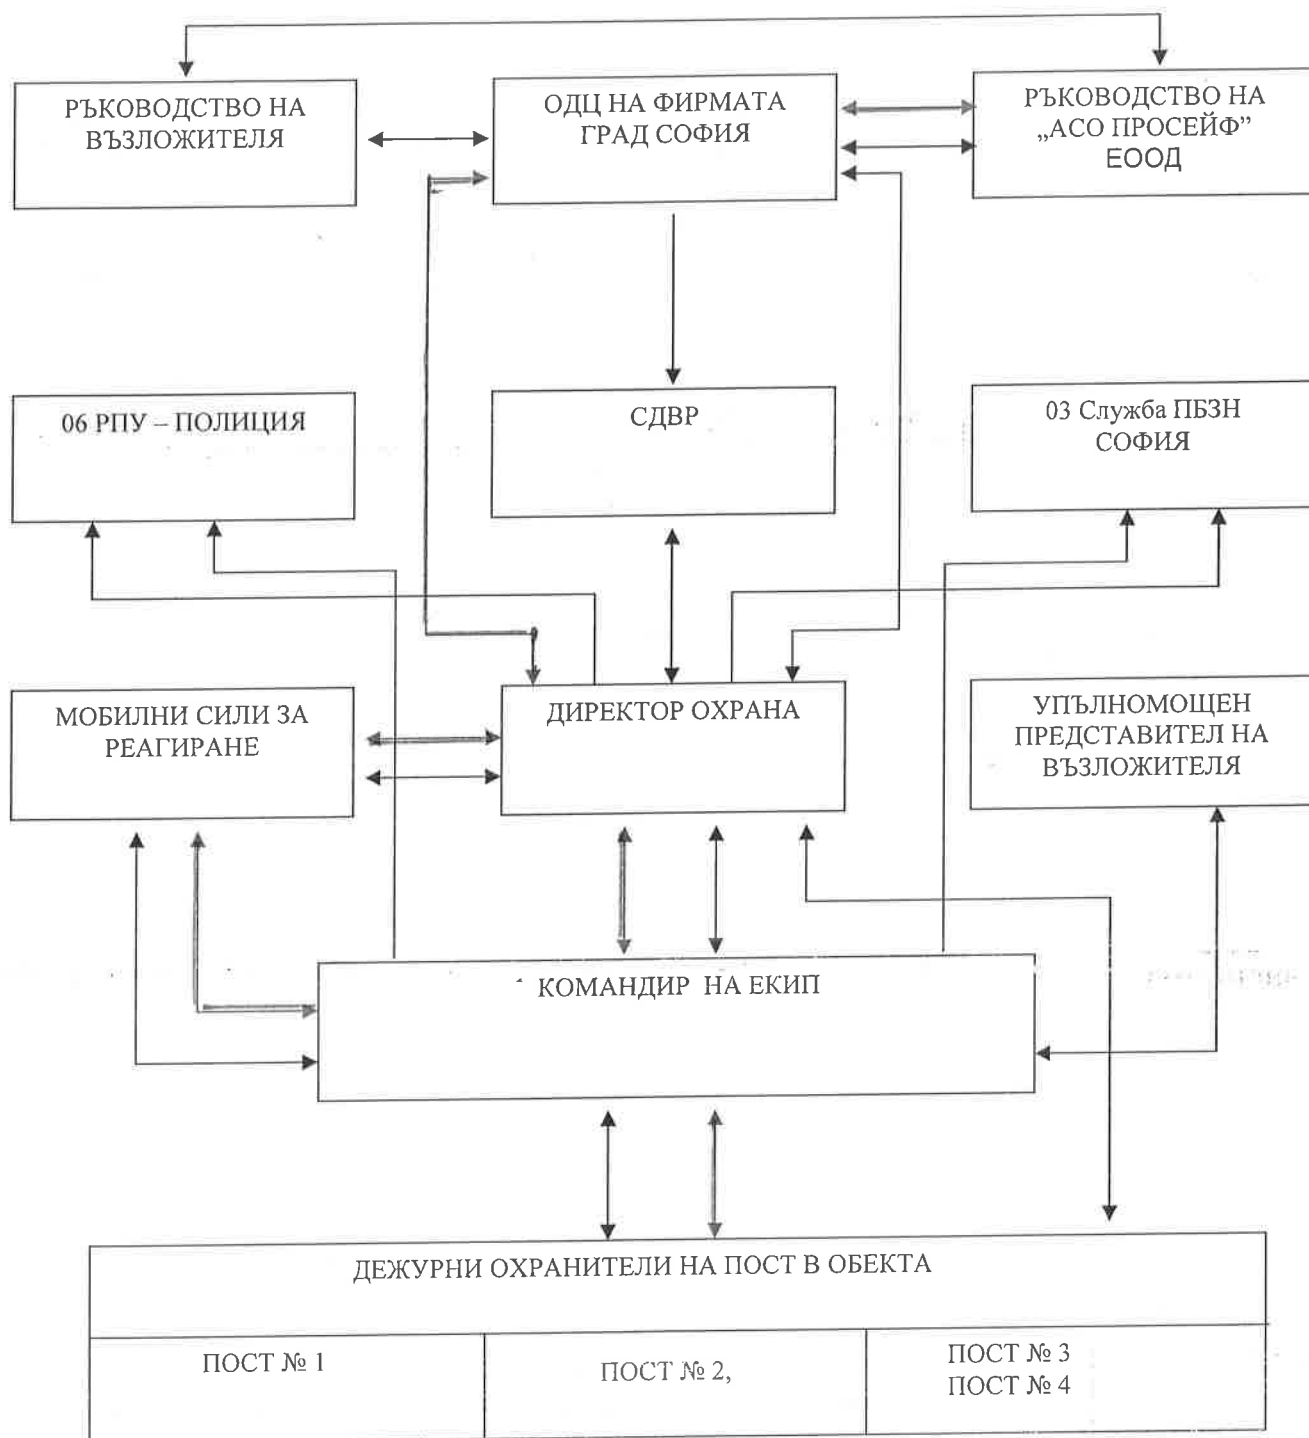 РЪКОВОДСТВО НА
ВЪЗЛОЖИТЕЛЯ
ОДЦ НА ФИРМАТА
ГРАД СОФИЯ
РЪКОВОДСТВО НА
„АСО ПРОСЕЙФ”
ЕООД
06 РПУ – ПОЛИЦИЯ
СДВР
03 Служба ПБЗН
СОФИЯ
МОБИЛНИ СИЛИ ЗА
РЕАГИРАНЕ
ДИРЕКТОР ОХРАНА
УПЪЛНОМОЩЕН
ПРЕДСТАВИТЕЛ НА
ВЪЗЛОЖИТЕЛЯ
КОМАНДИР НА ЕКИП
ДЕЖУРНИ ОХРАНИТЕЛИ НА ПОСТ В ОБЕКТА
ПОСТ № 1
ПОСТ № 2,
ПОСТ № 3
ПОСТ № 4